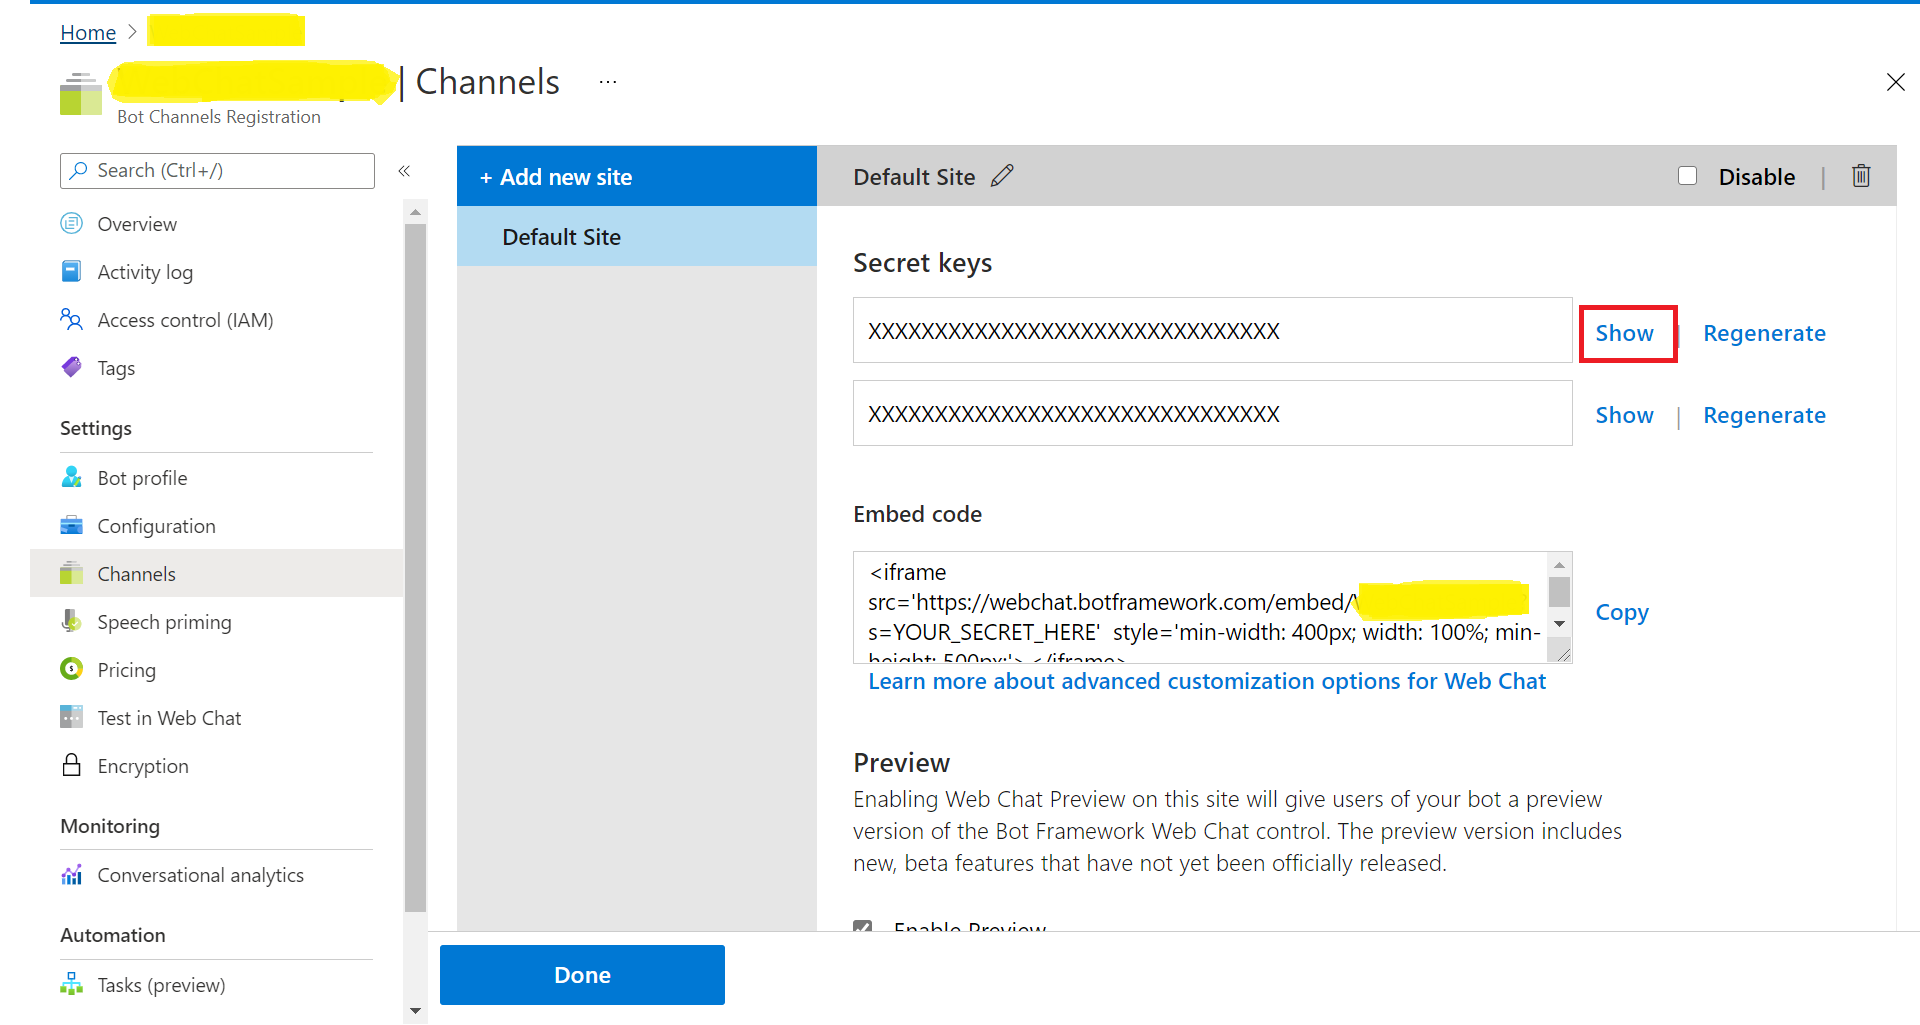 Home >
| Channels ...
Bot Channels Registration
Search (Ctrl+/)
«
Overview
Activity log
Access control (IAM)
Tags
Settings
Bot profile
Configuration
Channels
Speech priming
Pricing
Test in Web Chat
Encryption
Monitoring
Conversational analytics
Automation
Tasks (preview)
+ Add new site
Default Site
Default Site
Disable |
Secret keys
XXXXXXXXXXXXXXXXXXXXXXXXXXXXXXX
Show | Regenerate
XXXXXXXXXXXXXXXXXXXXXXXXXXXXXXX
Show | Regenerate
Embed code
<iframe
src='https://webchat.botframework.com/embed/
s=YOUR_SECRET_HERE'  style='min-width: 400px; width: 100%; min-
height: 500px;'></iframe>
Copy
Learn more about advanced customization options for Web Chat
Preview
Enabling Web Chat Preview on this site will give users of your bot a preview
version of the Bot Framework Web Chat control. The preview version includes
new, beta features that have not yet been officially released.
Enable Preview
Done